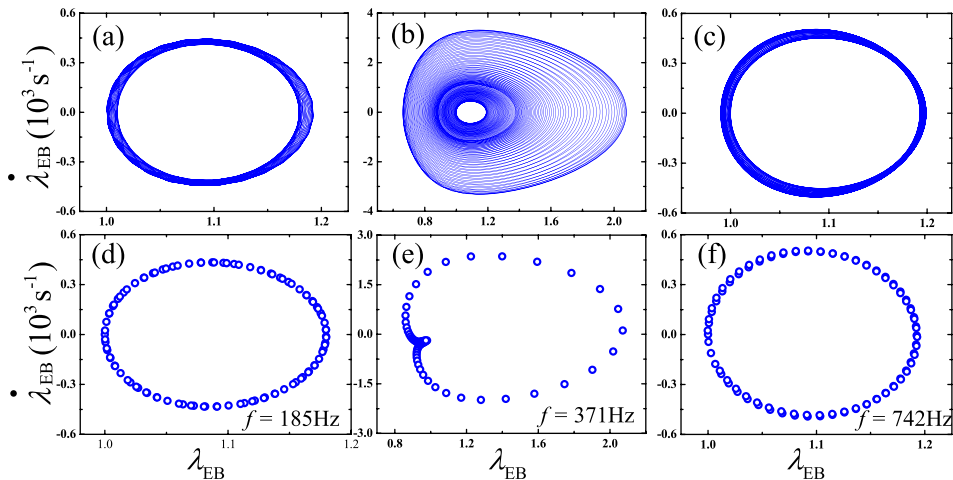 (a) (b) (c)
0.6 0.3 0.0 -0.3 -0.6
4 2 0 -2 -4
0.6 0.3 0.0 -0.3 -0.6
1.0 1.1 1.2
0.8 1.2 1.6 2.0
1.0 1.1 1.2
λ̇EB (10³ s⁻¹)
(d) (e) (f)
0.6 0.3 0.0 -0.3 -0.6
3.0 1.5 0.0 -1.5 -3.0
0.6 0.3 0.0 -0.3 -0.6
f = 185Hz f = 371Hz f = 742Hz
1.0 1.1 1.2
0.8 1.2 1.6 2.0
1.0 1.1 1.2
λ̇EB (10³ s⁻¹)
λEB λEB λEB